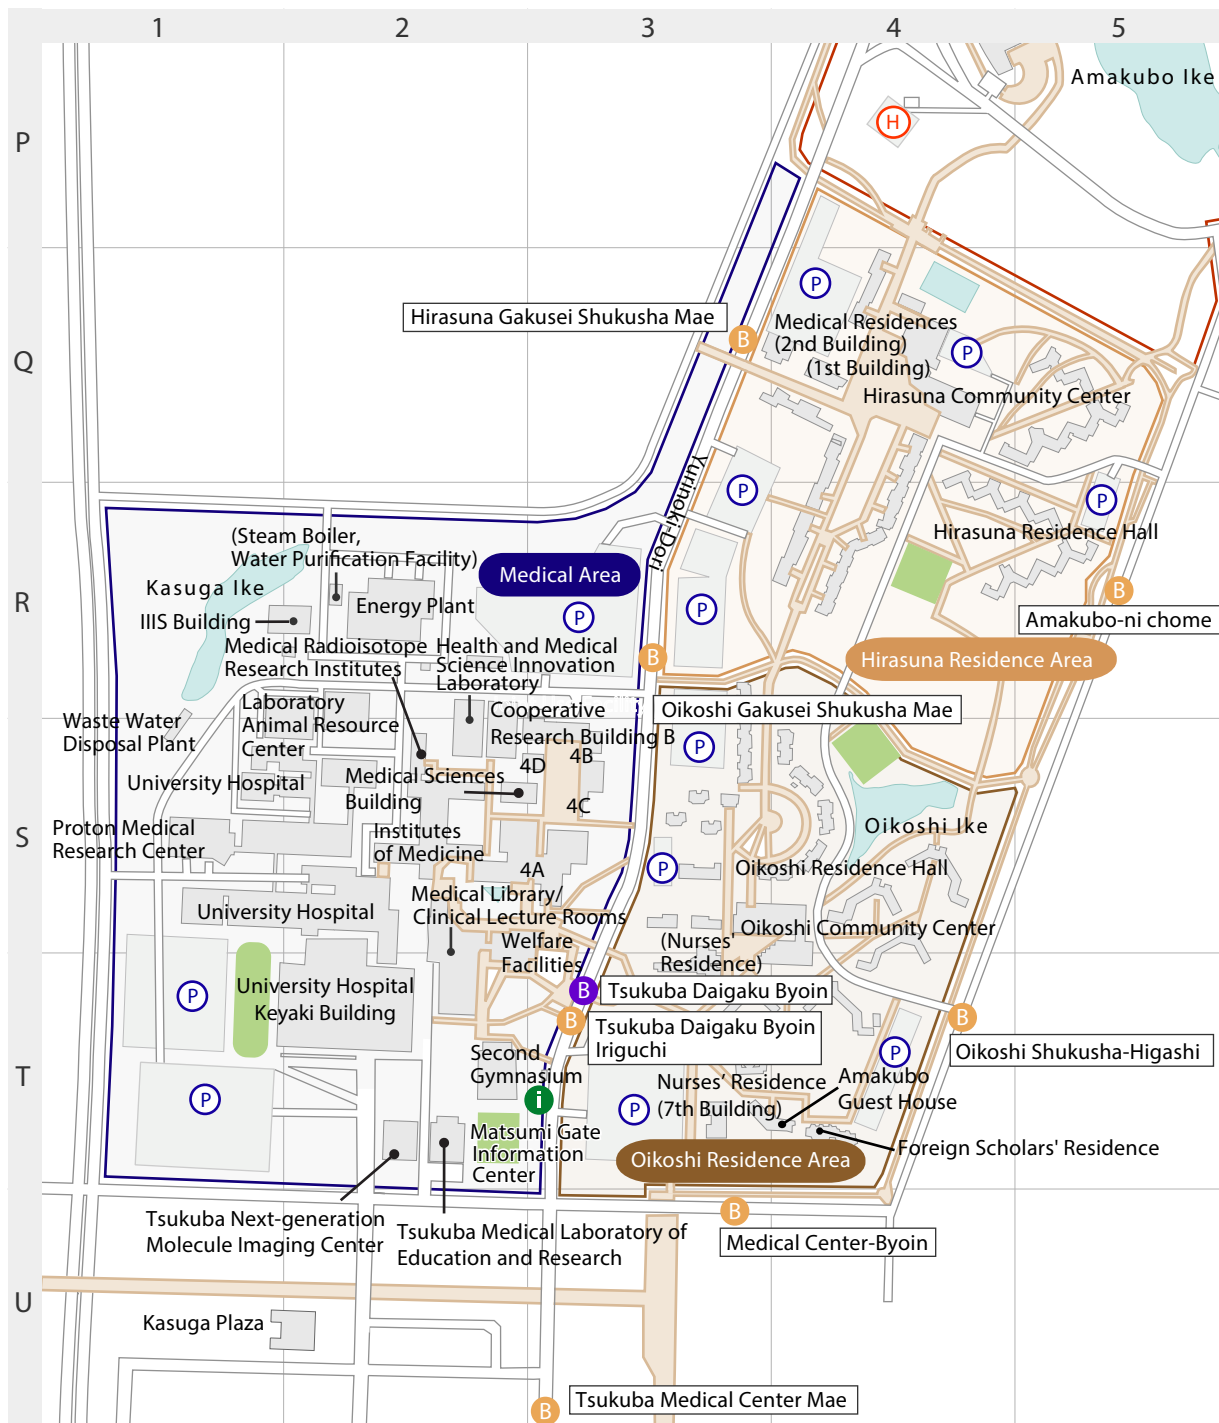 1
2
3
4
5
P
Q
R
S
T
U
Amakubo Ike
H
P
Hirasuna Gakusei Shukusha Mae
B
Medical Residences
(2nd Building)
(1st Building)
P
Hirasuna Community Center
Yurinoki-Dori
P
P
Hirasuna Residence Hall
(Steam Boiler,
Water Purification Facility)
Medical Area
Kasuga Ike
Energy Plant
P
P
B
Amakubo-ni chome
IIIS Building
Medical Radioisotope
Research Institutes
Health and Medical
Science Innovation
Laboratory
B
Hirasuna Residence Area
Laboratory
Animal Resource
Center
Cooperative
Research Building B
Oikoshi Gakusei Shukusha Mae
Waste Water
Disposal Plant
P
4D
4B
University Hospital
Medical Sciences
Building
4C
Proton Medical
Research Center
Institutes
of Medicine
Oikoshi Ike
4A
P
Oikoshi Residence Hall
Medical Library/
Clinical Lecture Rooms
University Hospital
Oikoshi Community Center
Welfare
Facilities
(Nurses'
Residence)
University Hospital
Keyaki Building
P
B
Tsukuba Daigaku Byoin
B
Tsukuba Daigaku Byoin
Iriguchi
B
Oikoshi Shukusha-Higashi
P
Second
Gymnasium
Nurses’ Residence
(7th Building)
Amakubo
Guest House
P
i
P
Matsumi Gate
Information
Center
Foreign Scholars' Residence
Oikoshi Residence Area
Tsukuba Next-generation
Molecule Imaging Center
Tsukuba Medical Laboratory of
Education and Research
B
Medical Center-Byoin
Kasuga Plaza
B
Tsukuba Medical Center Mae